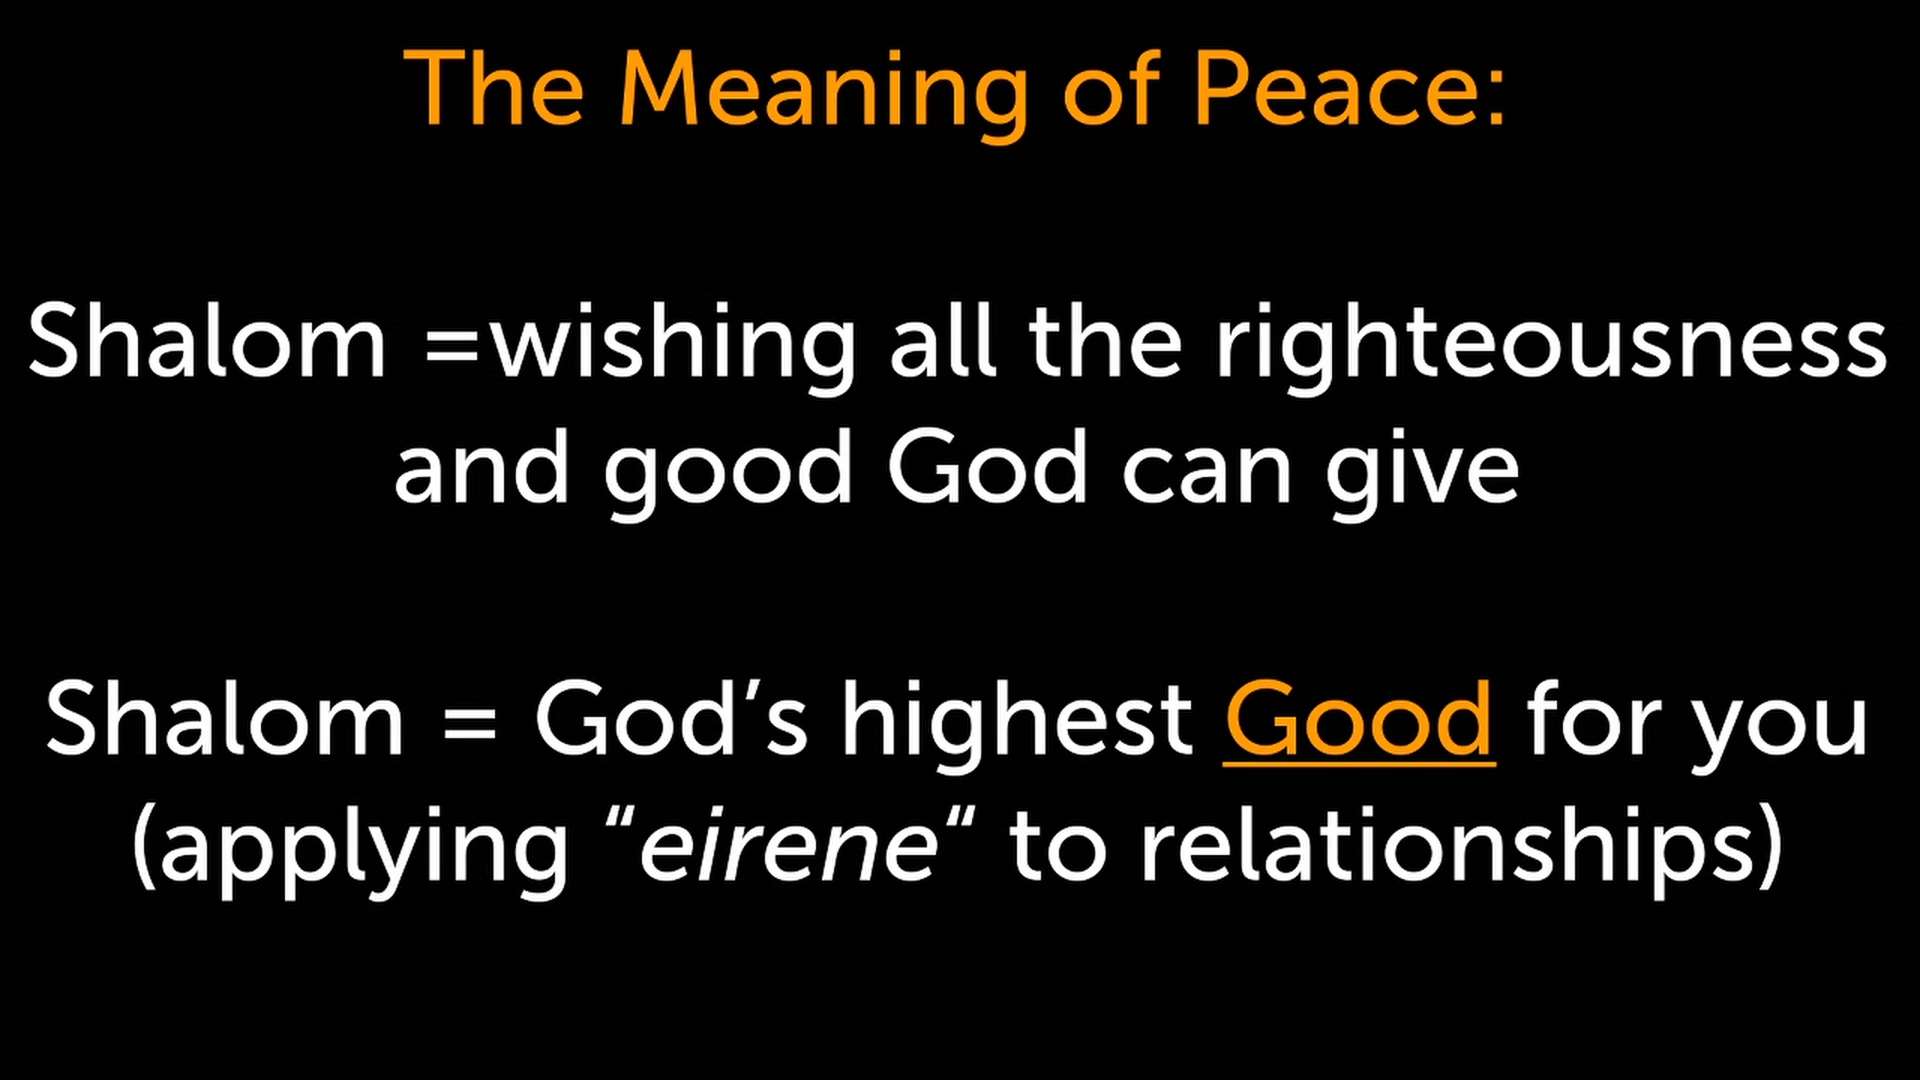 The Meaning of Peace:
Shalom =wishing all the righteousness
and good God can give
Shalom = God’s highest Good for you
(applying “eirene“ to relationships)